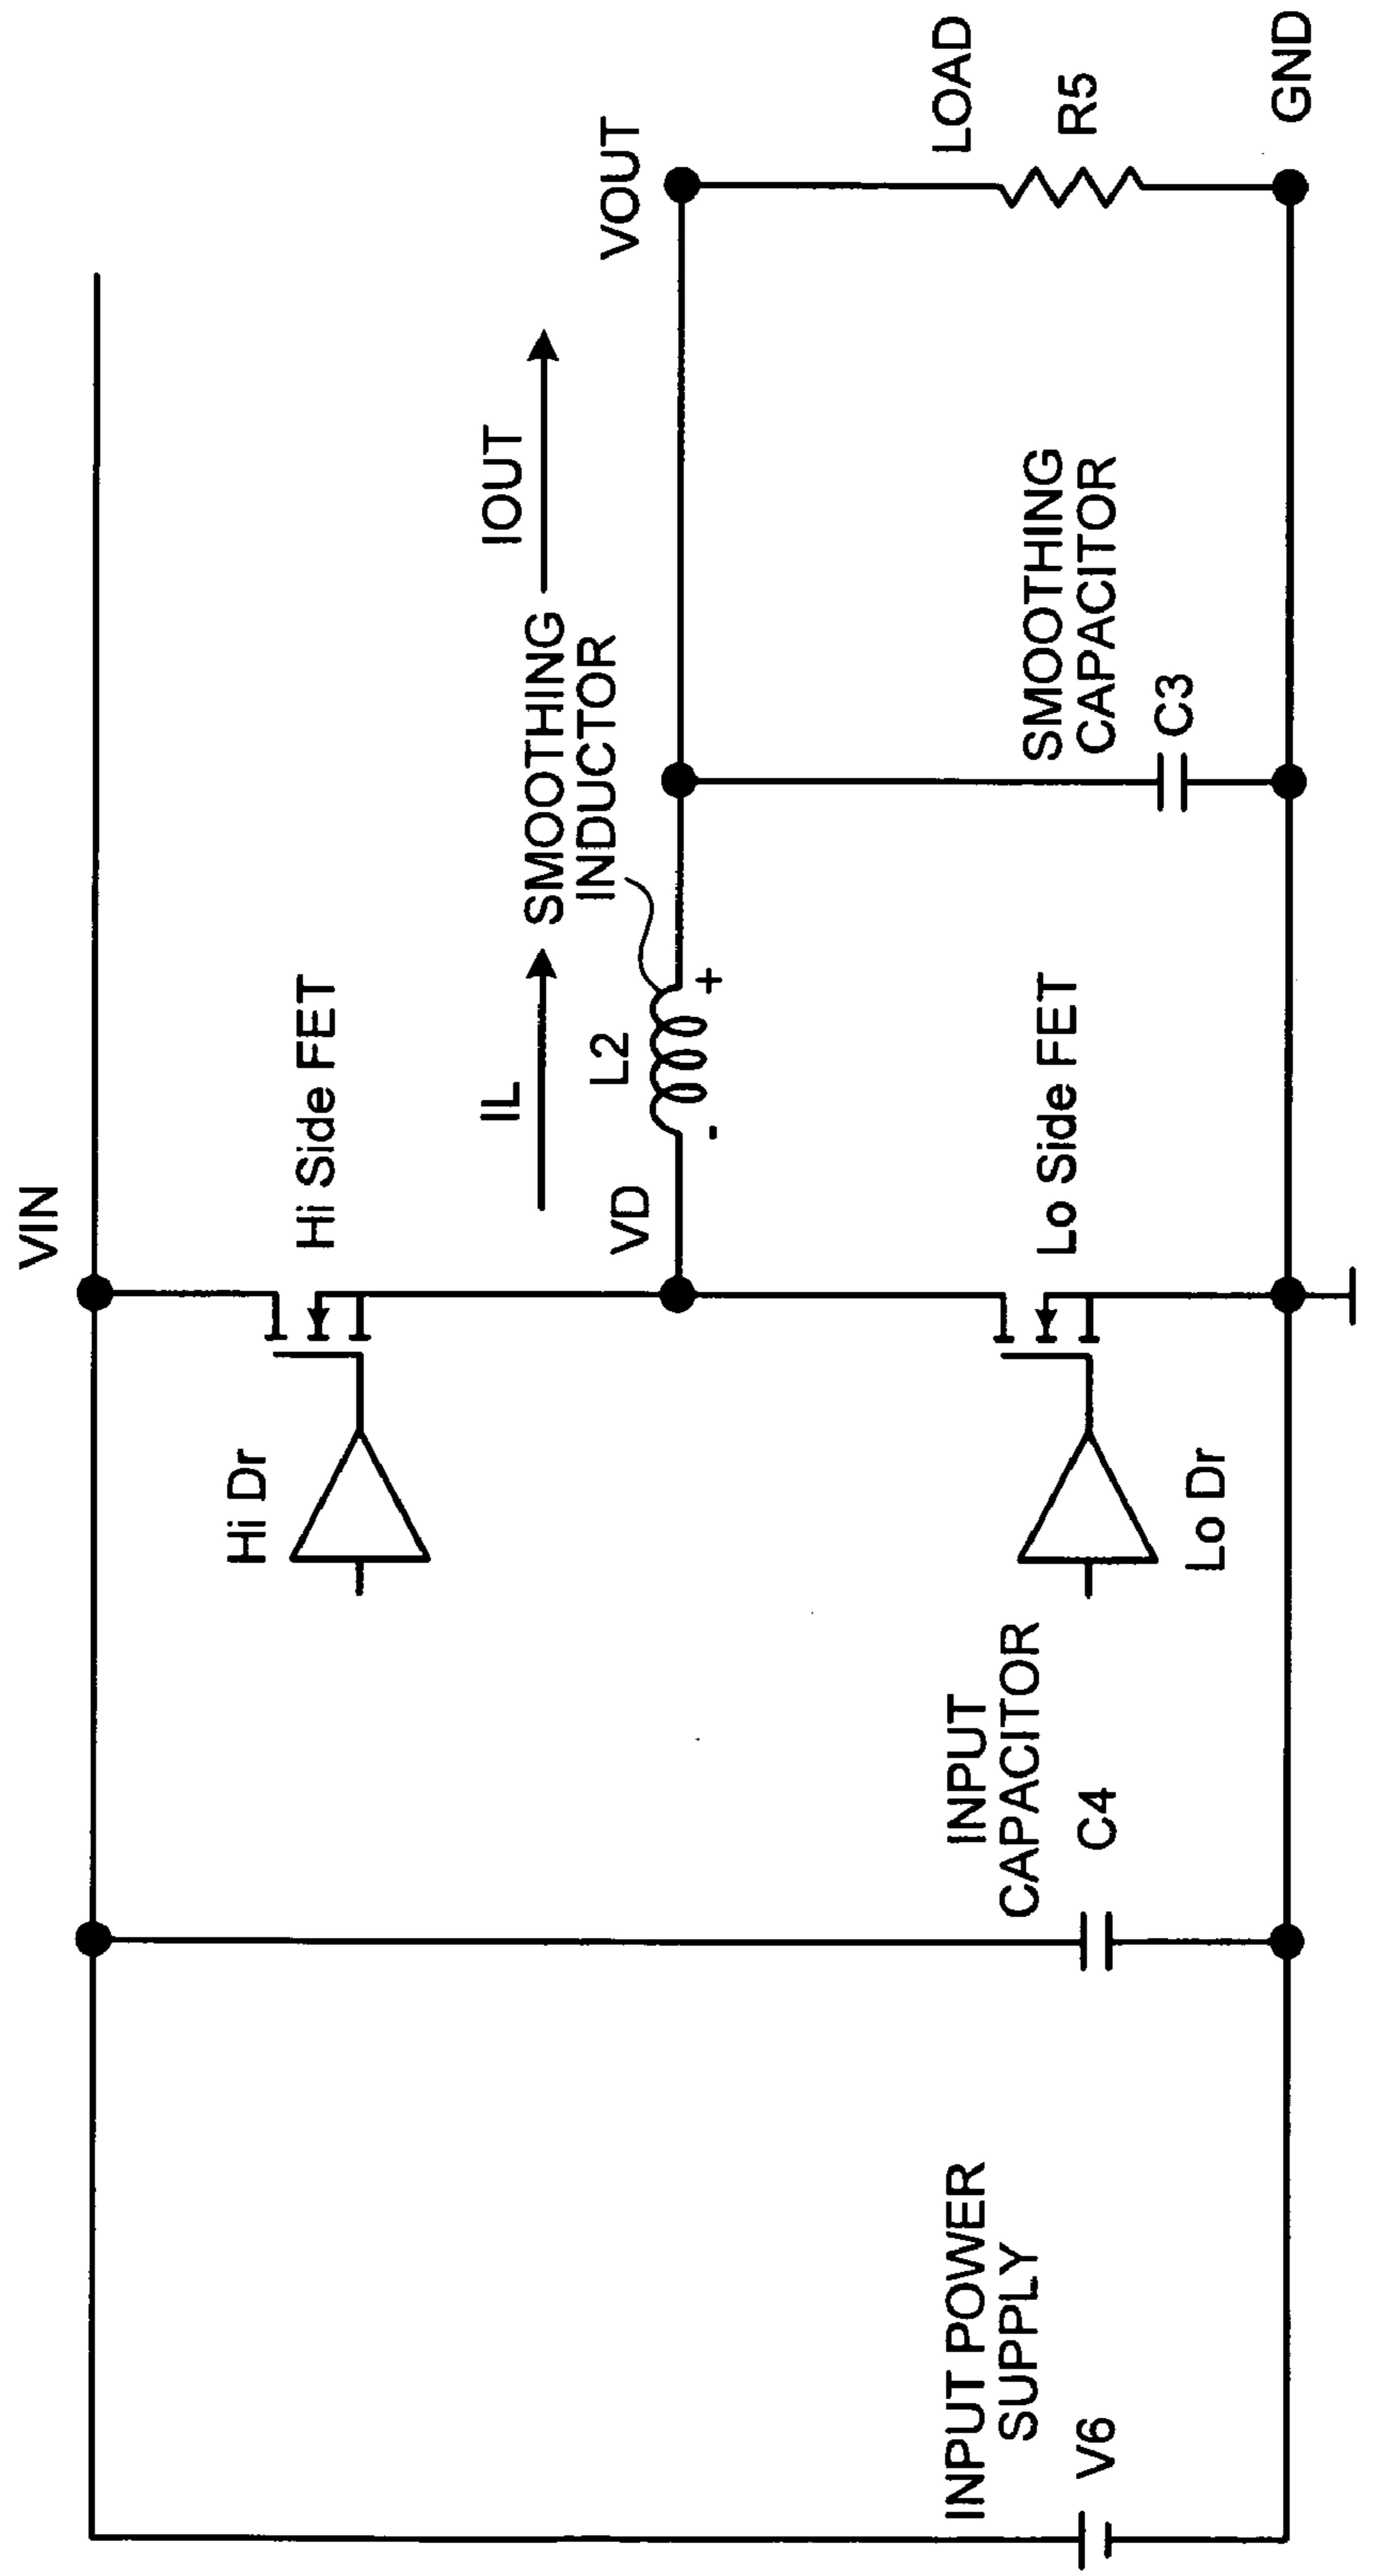 VIN
Hi Dr
Hi Side FET
IL
IOUT
SMOOTHING
INDUCTOR
L2
VD
- +
VOUT
INPUT POWER
SUPPLY
V6
INPUT
CAPACITOR
C4
Lo Dr
Lo Side FET
SMOOTHING
CAPACITOR
C3
LOAD
R5
GND